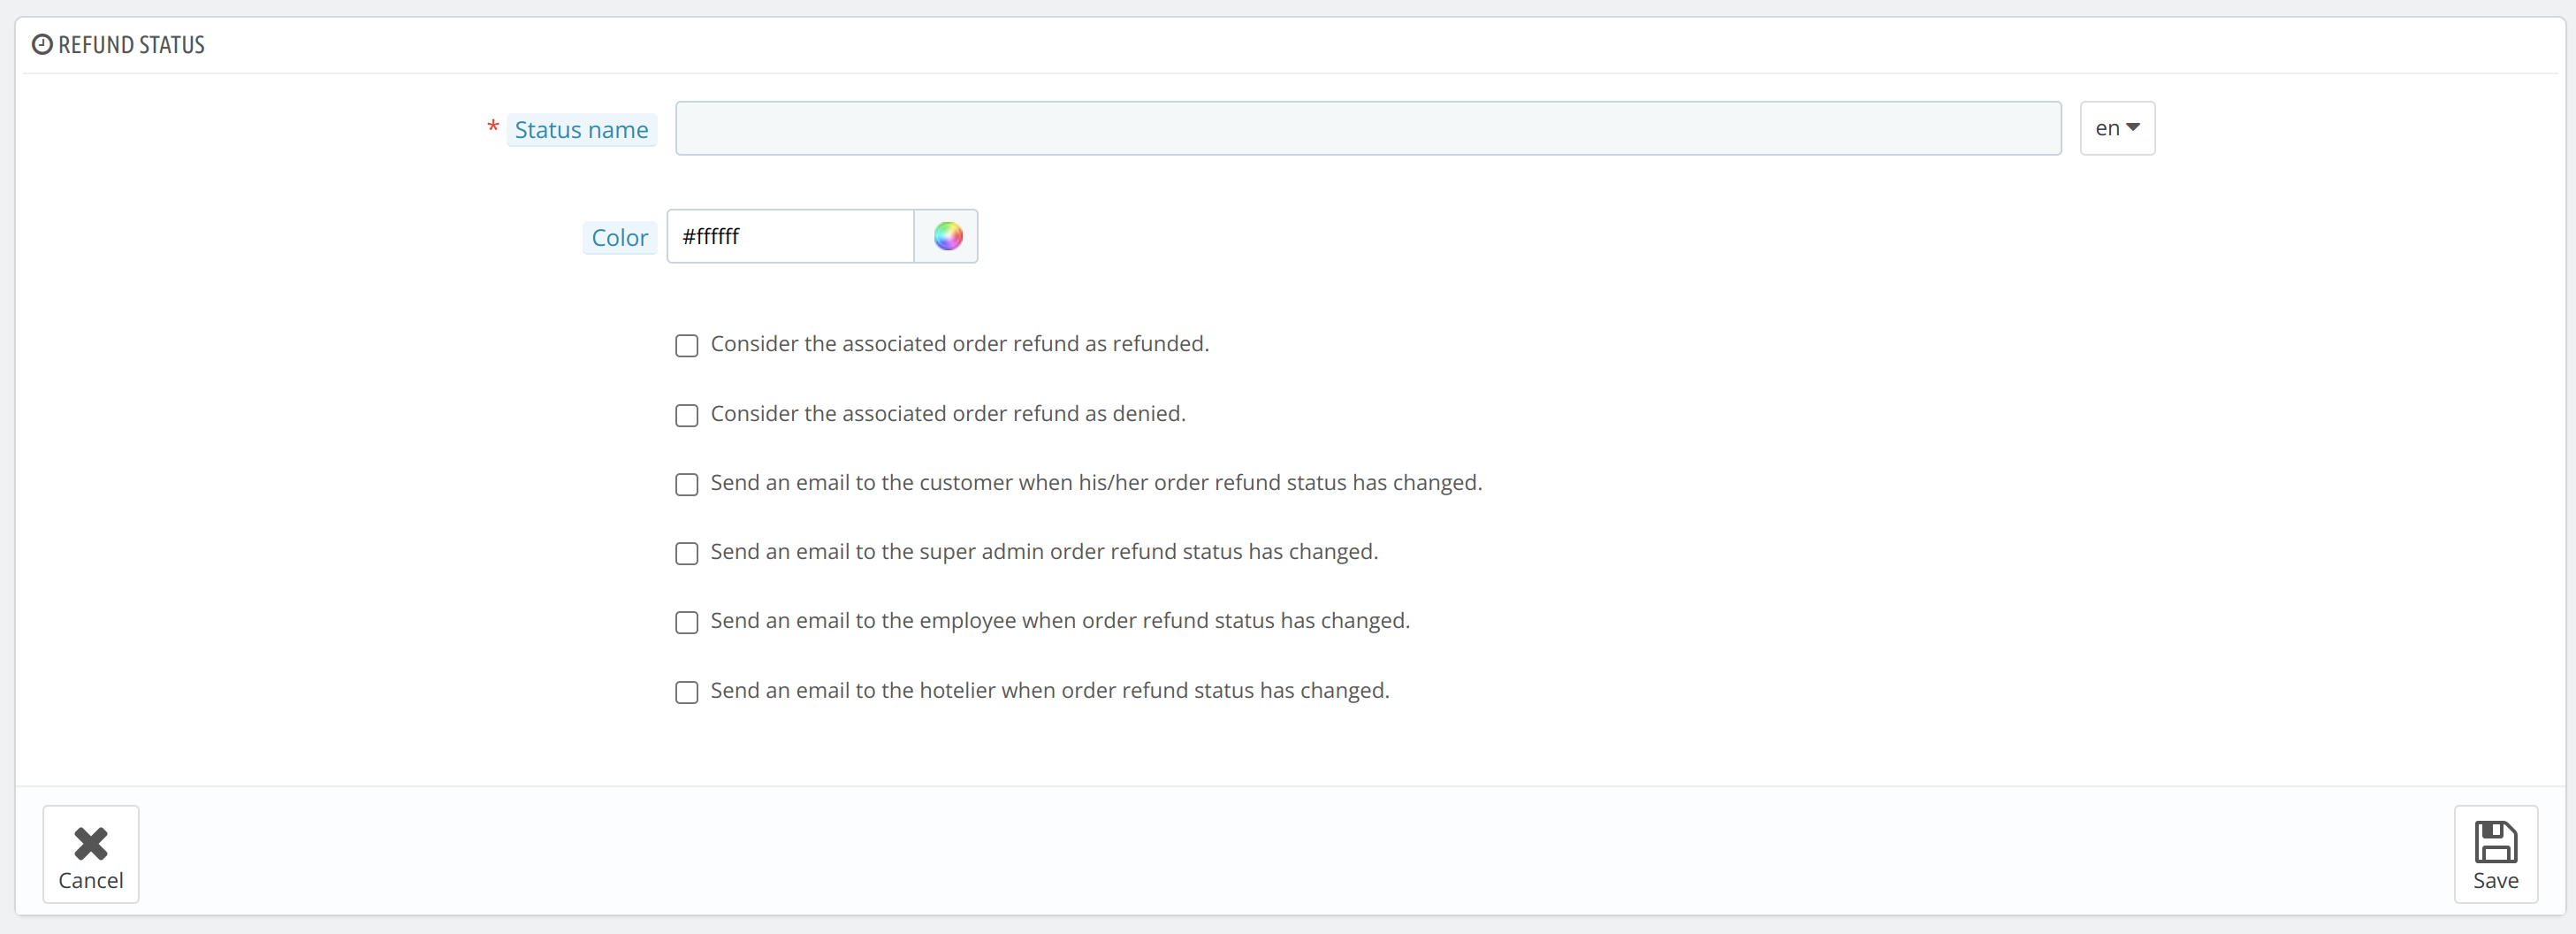 REFUND STATUS
* Status name
en
Color
#ffffff
Consider the associated order refund as refunded.
Consider the associated order refund as denied.
Send an email to the customer when his/her order refund status has changed.
Send an email to the super admin order refund status has changed.
Send an email to the employee when order refund status has changed.
Send an email to the hotelier when order refund status has changed.
Cancel
Save